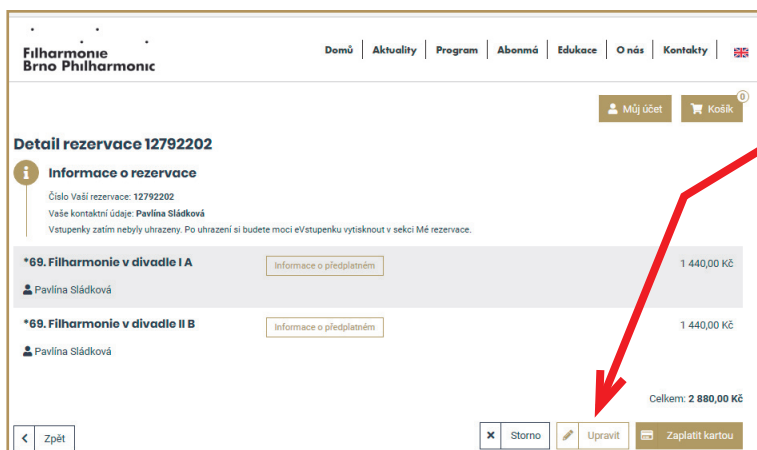 Filharmonie
Brno Philharmonic
Domů Aktuality Program Abonmá Edukace O nás Kontakty
Můj účet Košík 0
Detail rezervace 12792202
Informace o rezervace
Číslo Vaší rezervace: 12792202
Vaše kontaktní údaje: Pavlína Sládková
Vstupenky zatím nebyly uhrazeny. Po uhrazení si budete moci eVstupenku vytisknout v sekci Mé rezervace.
*69. Filharmonie v divadle I A Informace o předplatném 1 440,00 Kč
Pavlína Sládková
*69. Filharmonie v divadle II B Informace o předplatném 1 440,00 Kč
Pavlína Sládková
Celkem: 2 880,00 Kč
Zpět Storno Upravit Zaplatit kartou